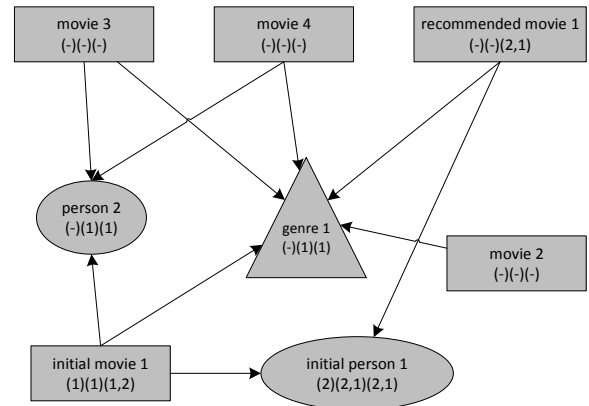 movie 3
(-)(-)(-)
movie 4
(-)(-)(-)
recommended movie 1
(-)(-)(2,1)
person 2
(-)(1)(1)
genre 1
(-)(1)(1)
movie 2
(-)(-)(-)
initial movie 1
(1)(1)(1,2)
initial person 1
(2)(2,1)(2,1)